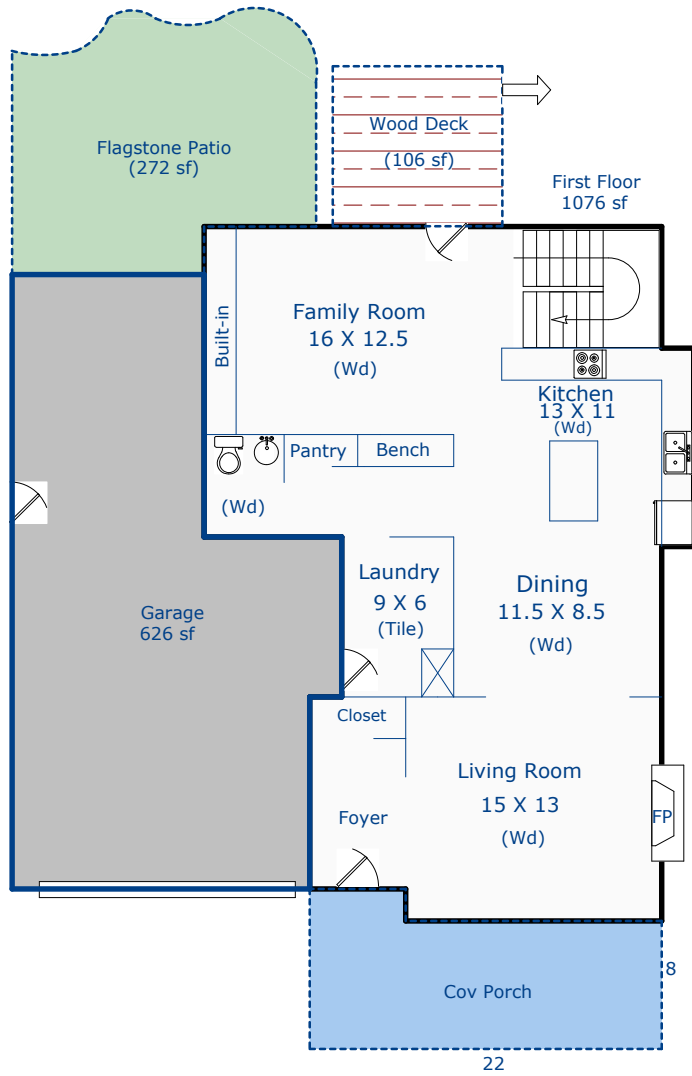 Flagstone Patio
(272 sf)
Wood Deck
(106 sf)
First Floor
1076 sf
Built-in
Family Room
16 X 12.5
(Wd)
Kitchen
13 X 11
(Wd)
Pantry
Bench
(Wd)
Garage
626 sf
Laundry
9 X 6
(Tile)
Dining
11.5 X 8.5
(Wd)
Closet
Foyer
Living Room
15 X 13
(Wd)
FP
Cov Porch
8
22